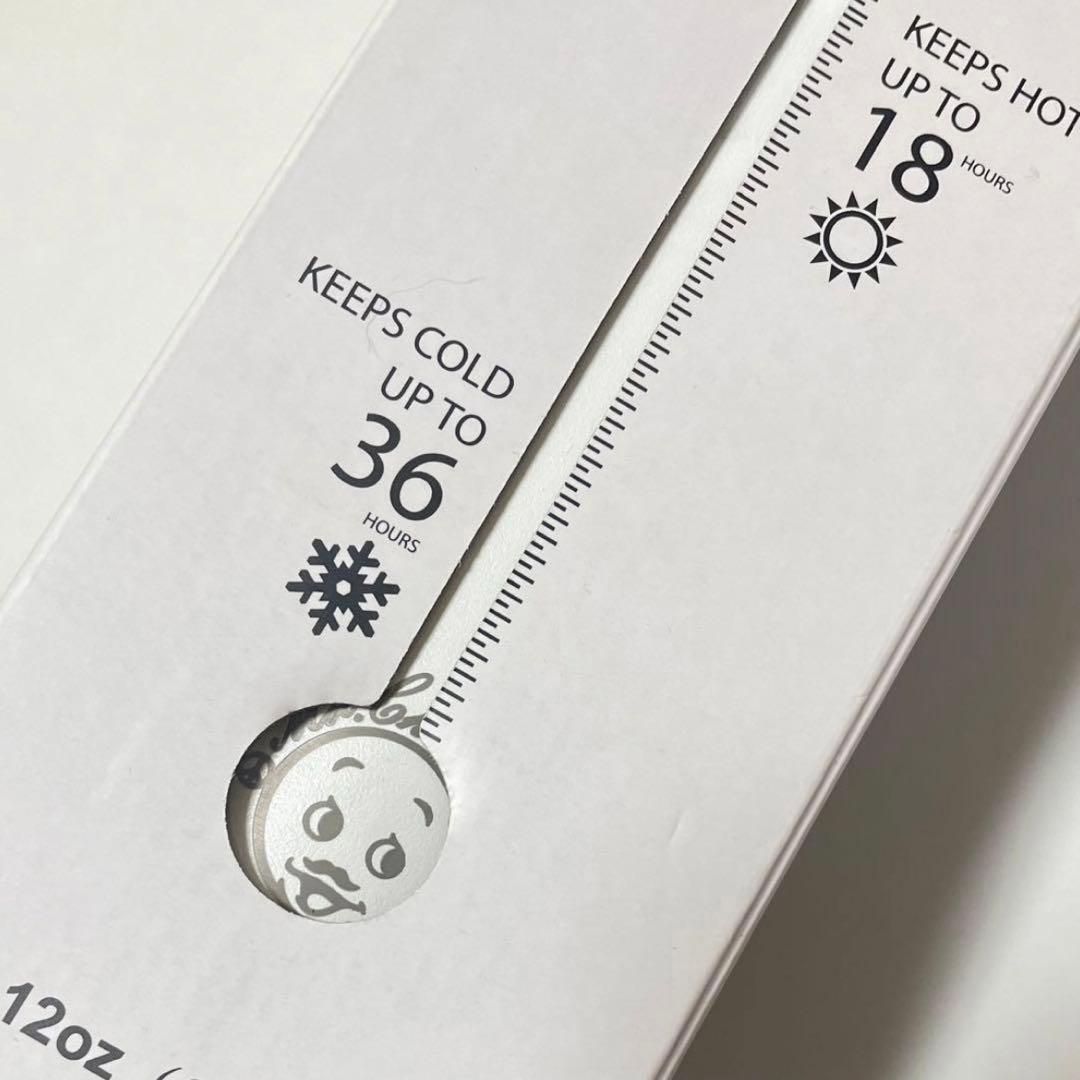 KEEPS HOT
UP TO
18 HOURS
KEEPS COLD
UP TO
36
HOURS
12oz (